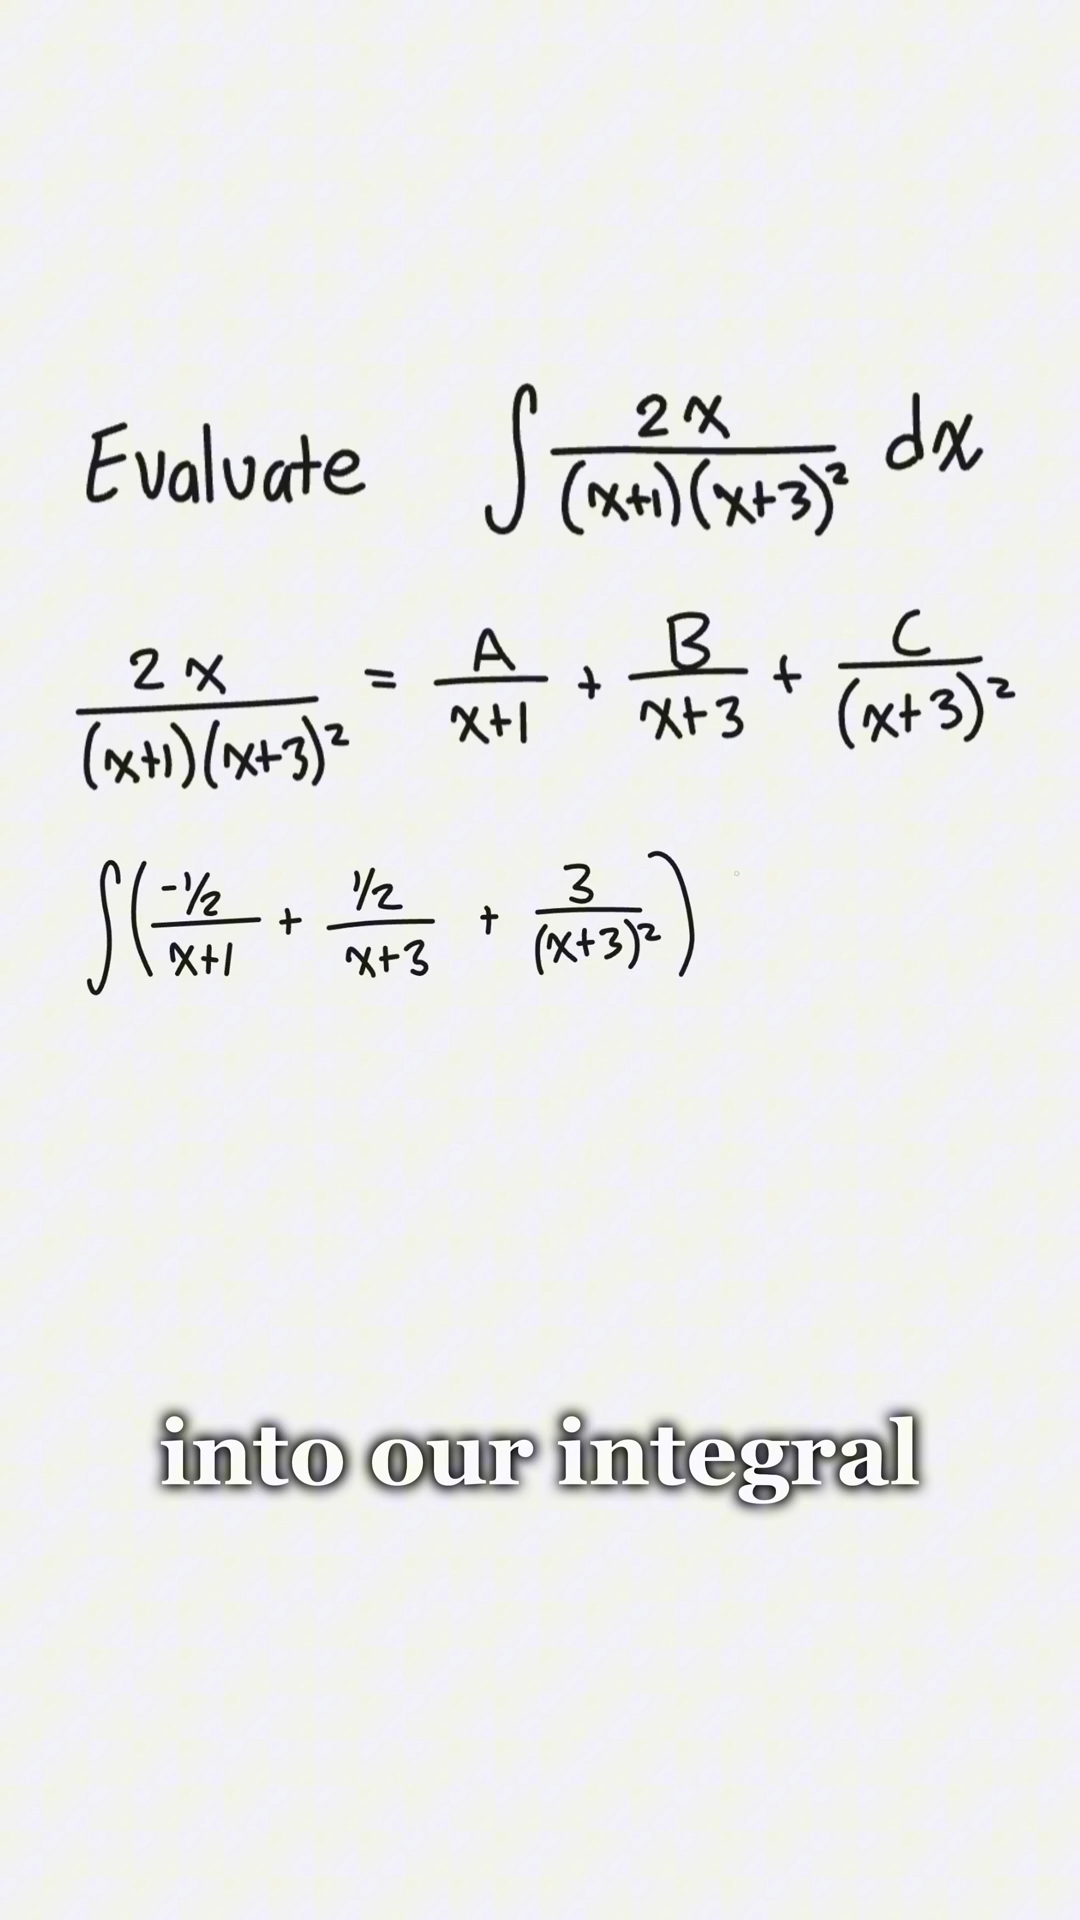 Evaluate ∫ 2x/((x+1)(x+3)²) dx
2x/((x+1)(x+3)²) = A/(x+1) + B/(x+3) + C/(x+3)²
∫(-1/2/(x+1) + 1/2/(x+3) + 3/(x+3)²)
into our integral